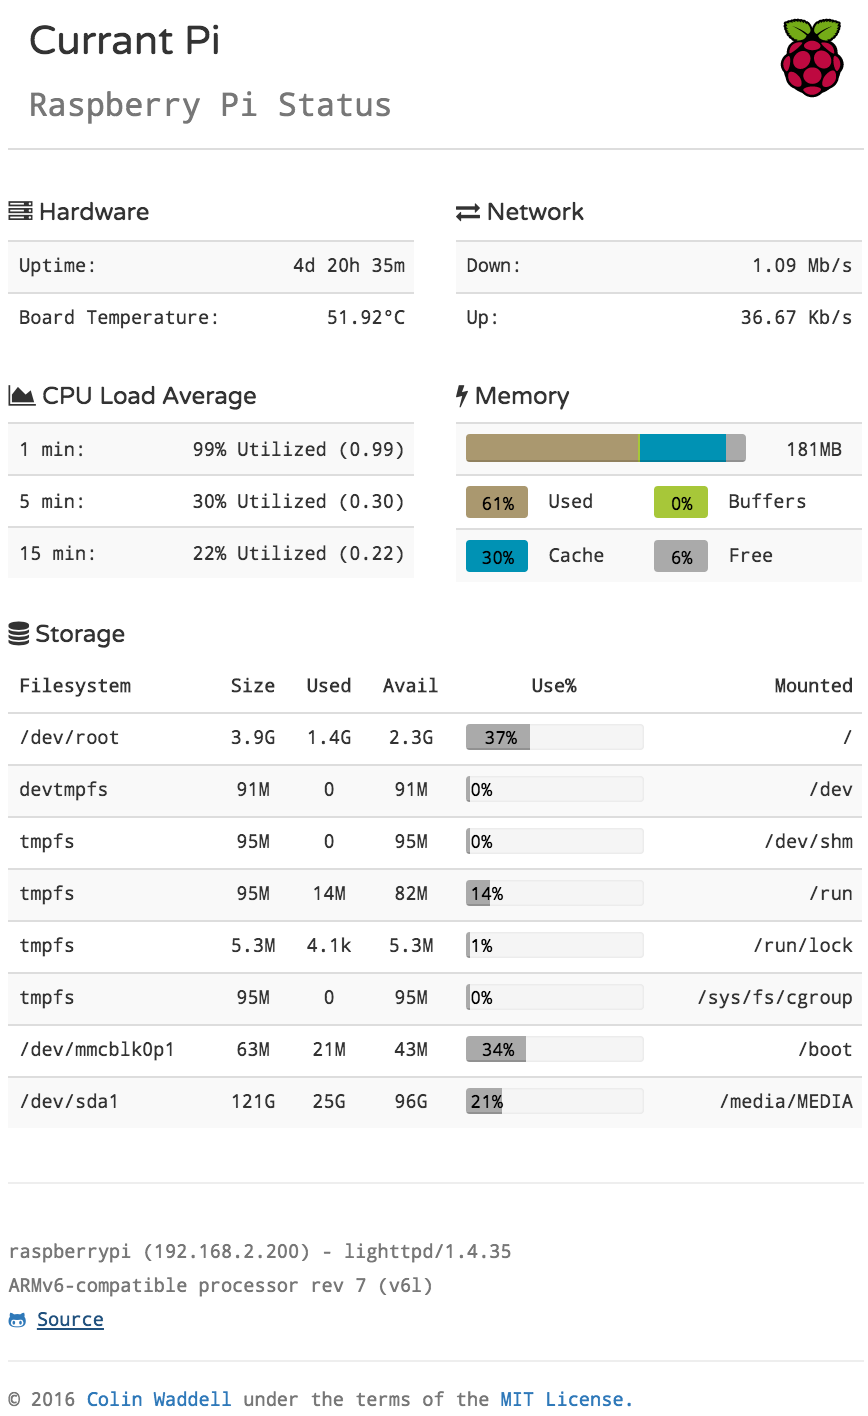 Currant Pi
Raspberry Pi Status
Hardware
Uptime: 4d 20h 35m
Board Temperature: 51.92°C
Network
Down: 1.09 Mb/s
Up: 36.67 Kb/s
CPU Load Average
1 min: 99% Utilized (0.99)
5 min: 30% Utilized (0.30)
15 min: 22% Utilized (0.22)
Memory
181MB
61% Used 0% Buffers
30% Cache 6% Free
Storage
Filesystem Size Used Avail Use% Mounted
/dev/root 3.9G 1.4G 2.3G 37% /
devtmpfs 91M 0 91M 0% /dev
tmpfs 95M 0 95M 0% /dev/shm
tmpfs 95M 14M 82M 14% /run
tmpfs 5.3M 4.1k 5.3M 1% /run/lock
tmpfs 95M 0 95M 0% /sys/fs/cgroup
/dev/mmcblk0p1 63M 21M 43M 34% /boot
/dev/sda1 121G 25G 96G 21% /media/MEDIA
raspberrypi (192.168.2.200) - lighttpd/1.4.35
ARMv6-compatible processor rev 7 (v6l)
Source
© 2016 Colin Waddell under the terms of the MIT License.